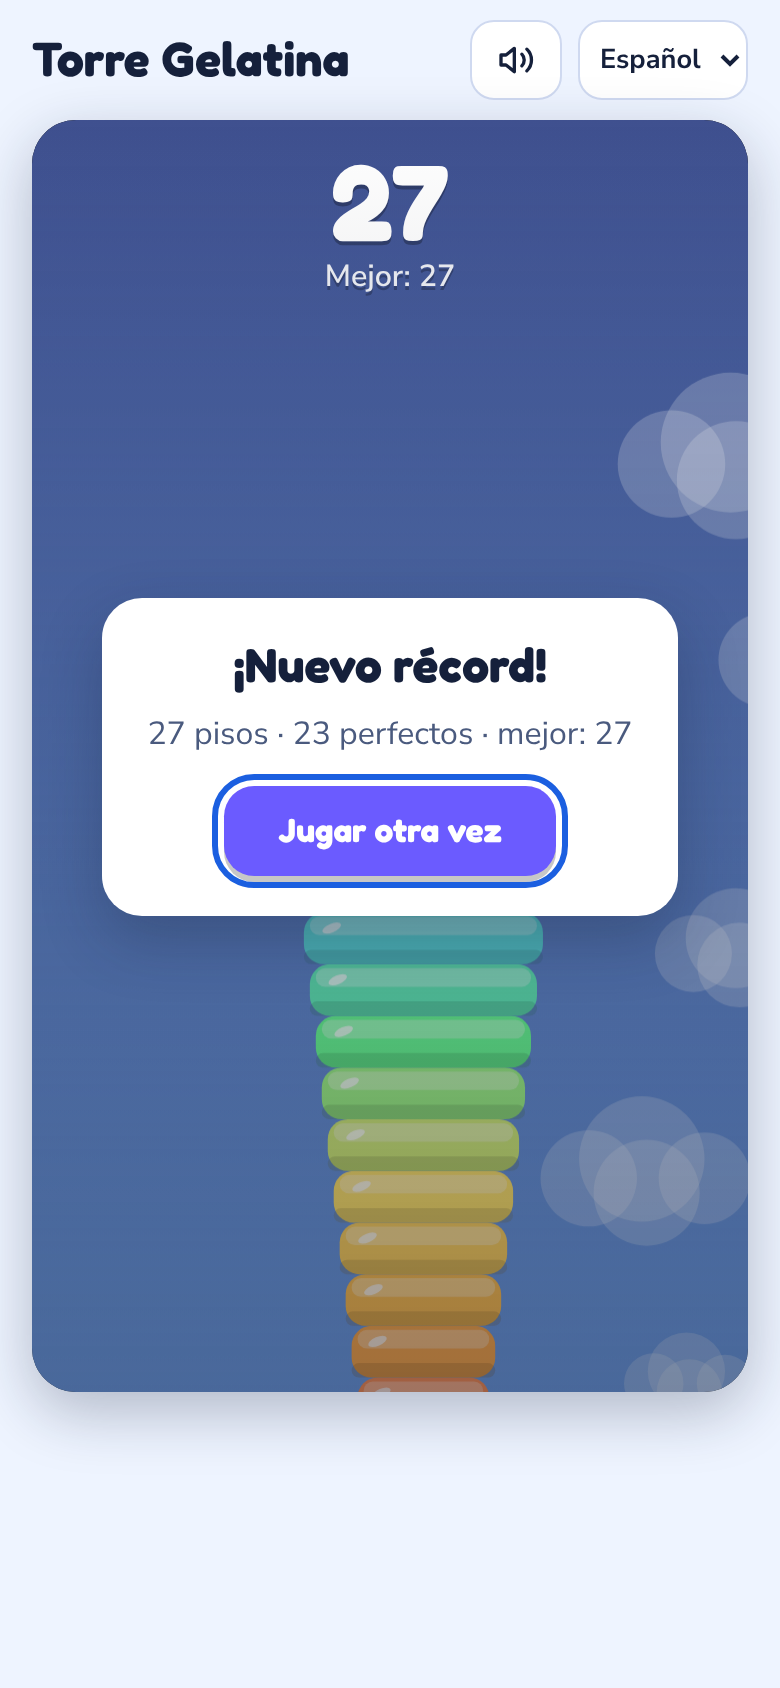 Torre Gelatina
Español
27
Mejor: 27
¡Nuevo récord!
27 pisos · 23 perfectos · mejor: 27
Jugar otra vez